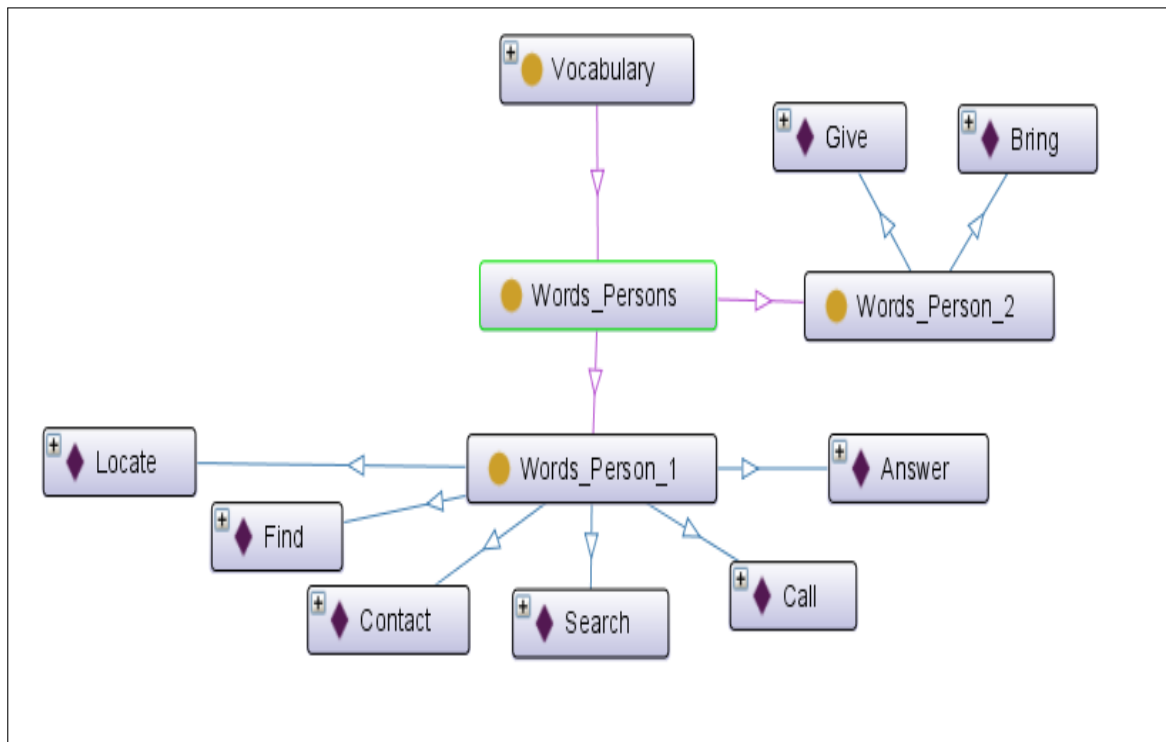 Vocabulary
Give
Bring
Words_Persons
Words_Person_2
Words_Person_1
Locate
Answer
Find
Contact
Search
Call